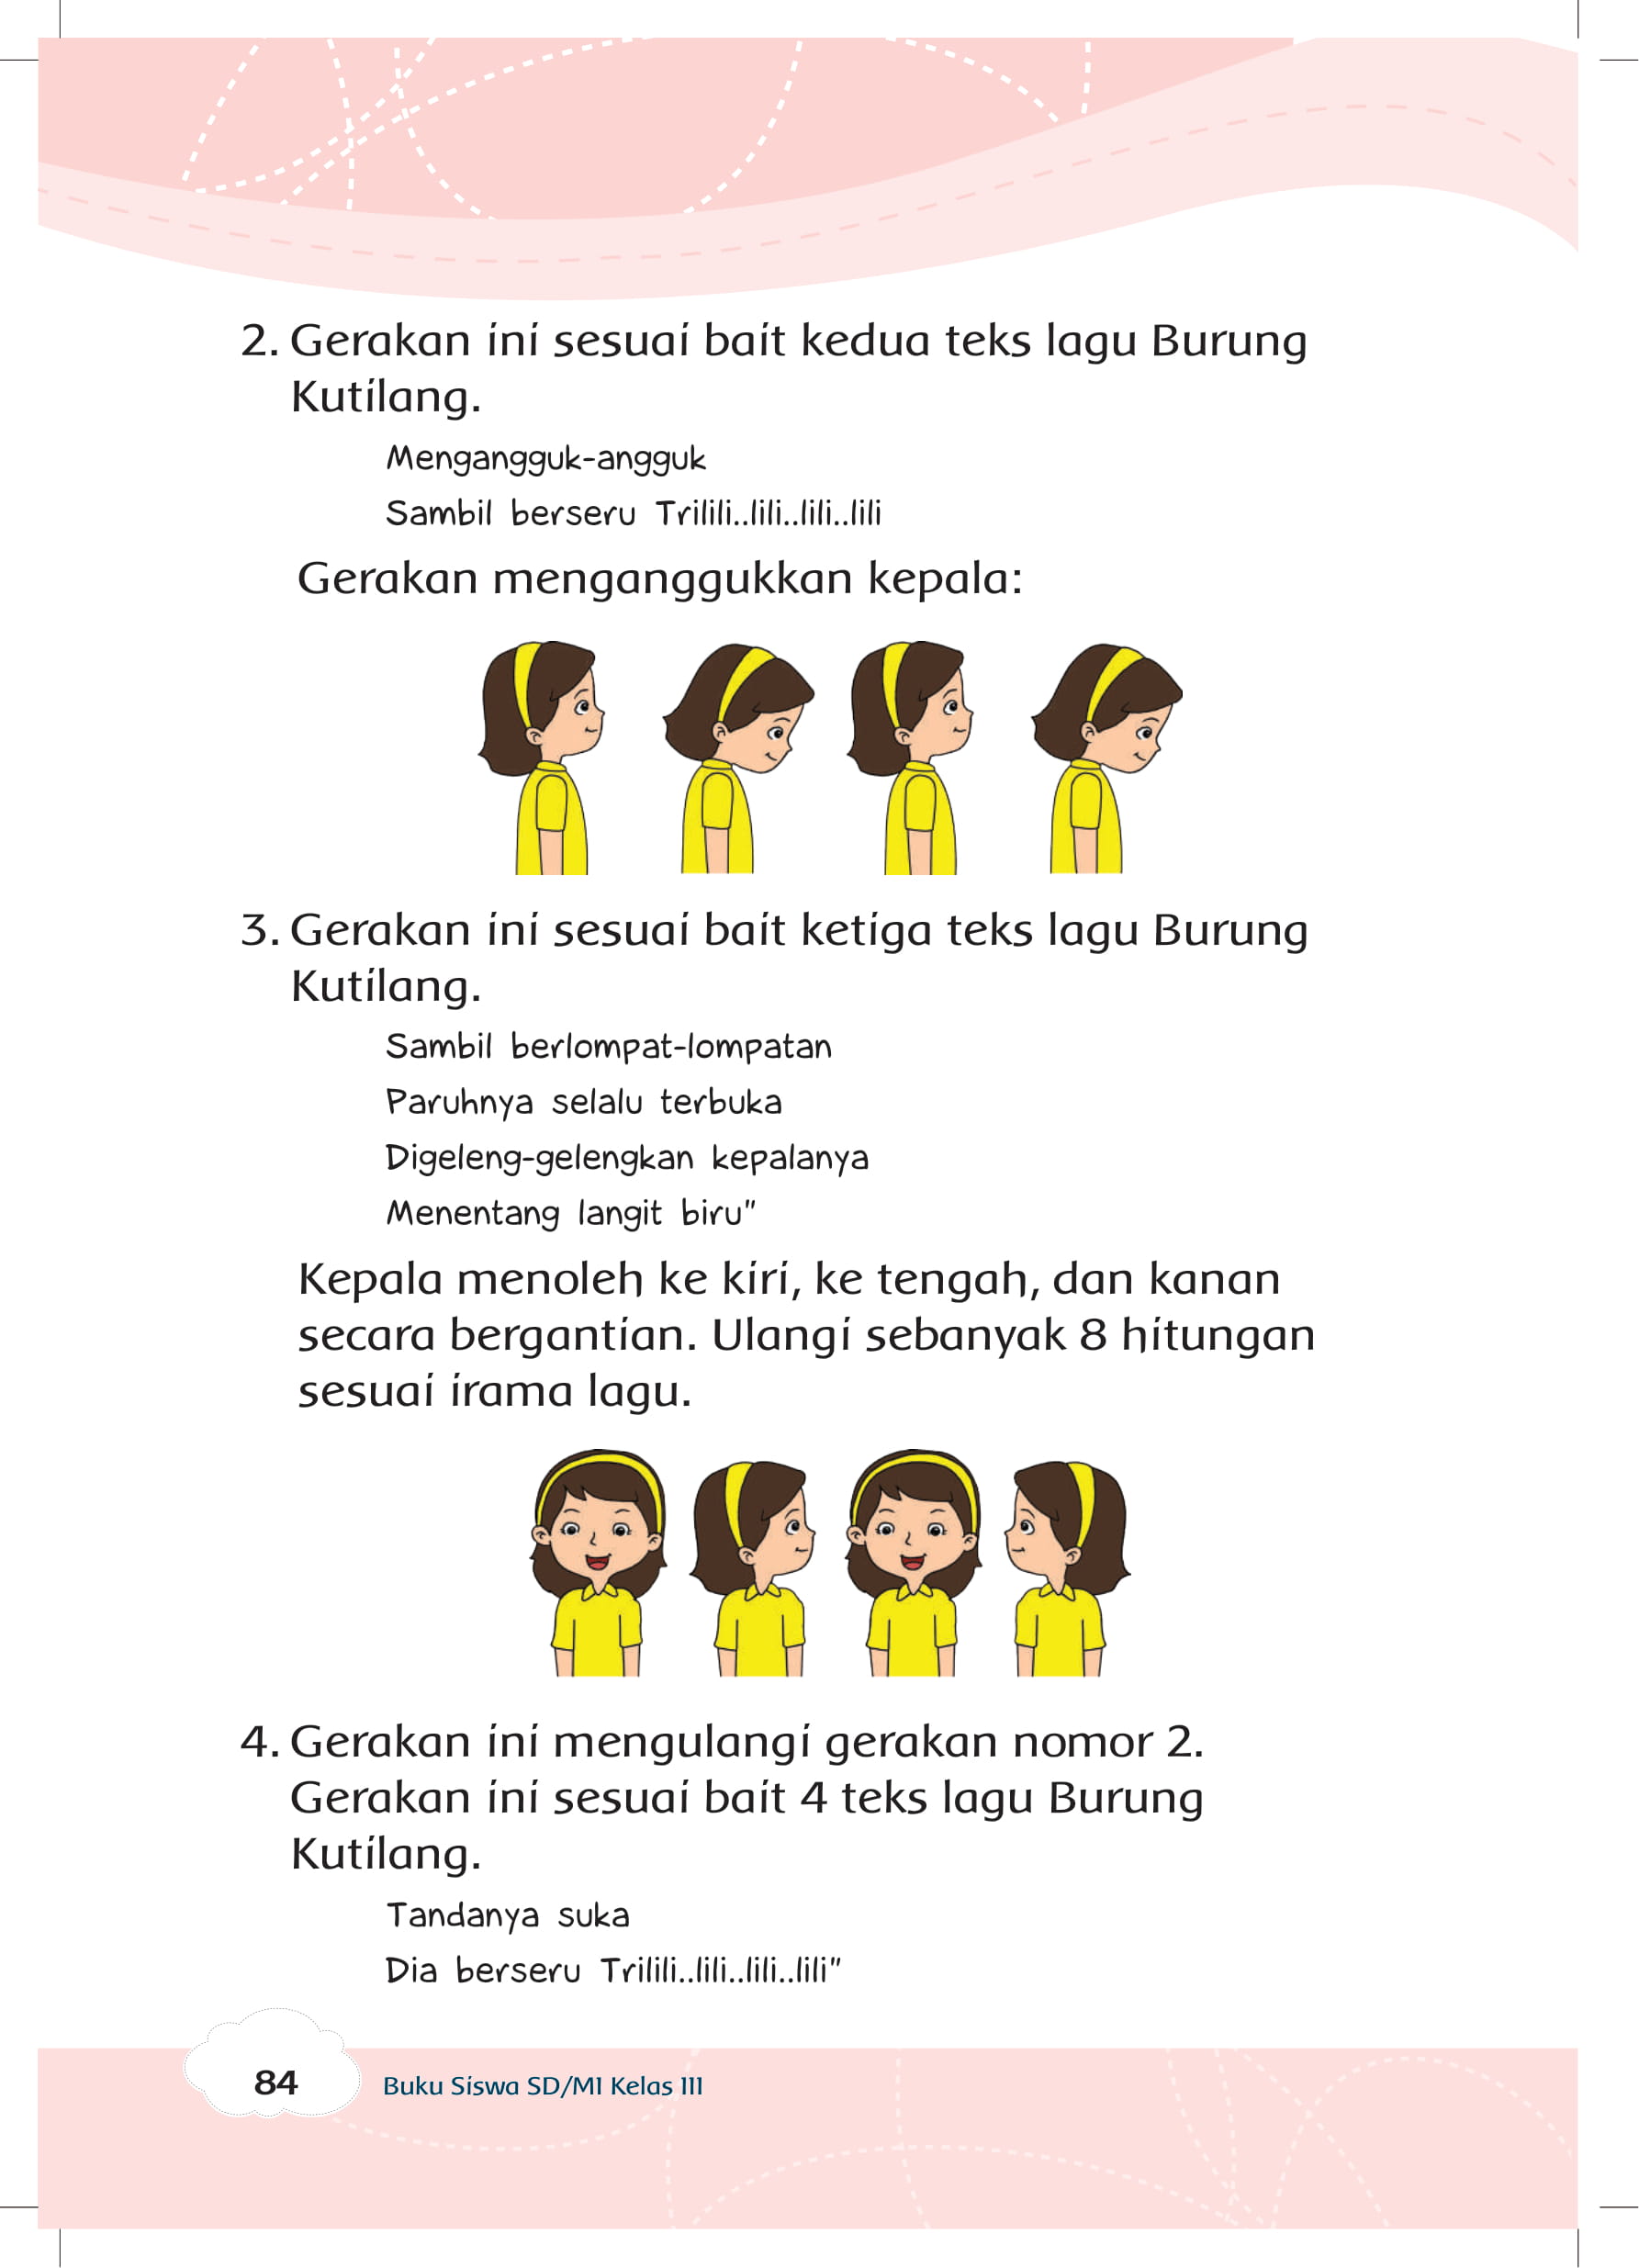 2. Gerakan ini sesuai bait kedua teks lagu Burung
Kutilang.
Mengangguk-angguk
Sambil berseru Trilili..lili..lili..lili
Gerakan menganggukkan kepala:
3. Gerakan ini sesuai bait ketiga teks lagu Burung
Kutilang.
Sambil berlompat-lompatan
Paruhnya selalu terbuka
Digeleng-gelengkan kepalanya
Menentang langit biru”
Kepala menoleh ke kiri, ke tengah, dan kanan
secara bergantian. Ulangi sebanyak 8 hitungan
sesuai irama lagu.
4. Gerakan ini mengulangi gerakan nomor 2.
Gerakan ini sesuai bait 4 teks lagu Burung
Kutilang.
Tandanya suka
Dia berseru Trilili..lili..lili..lili”
84
Buku Siswa SD/MI Kelas III